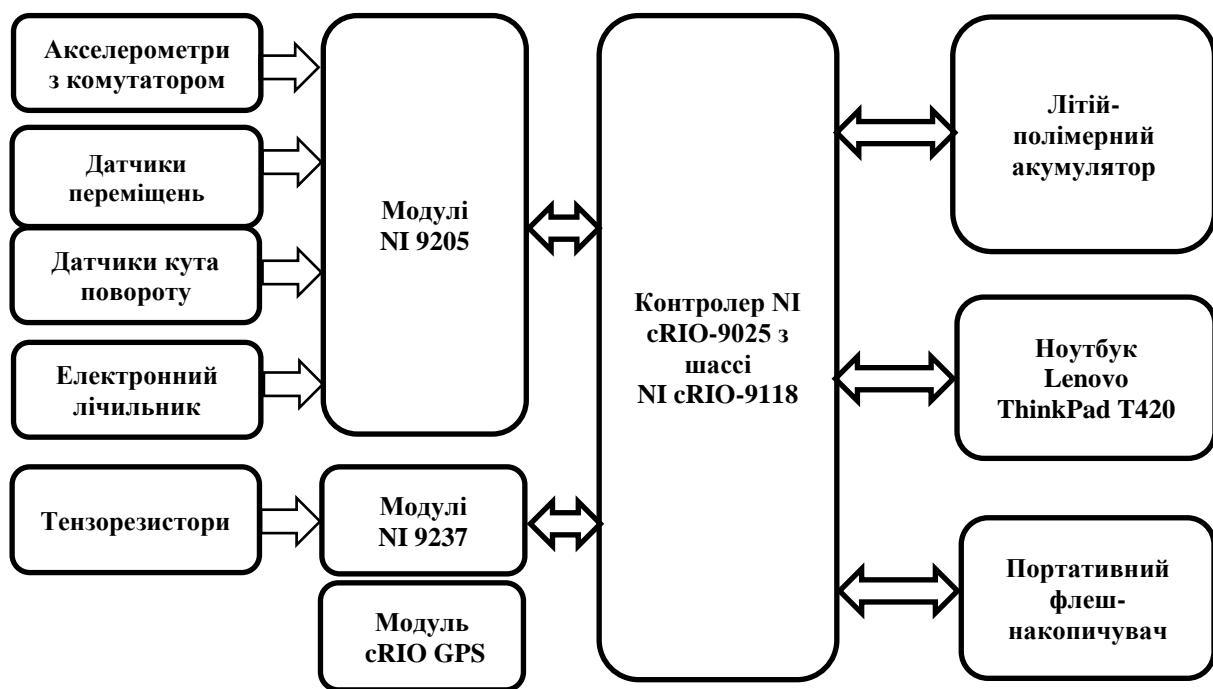 Акселерометри
з комутатором
Датчики
переміщень
Датчики кута
повороту
Електронний
лічильник
Тензорезистори
Модулі
NI 9205
Модулі
NI 9237
Модуль
cRIO GPS
Контролер NI
cRIO-9025 з
шассі
NI cRIO-9118
Літій-
полімерний
акумулятор
Ноутбук
Lenovo
ThinkPad T420
Портативний
флеш-
накопичувач